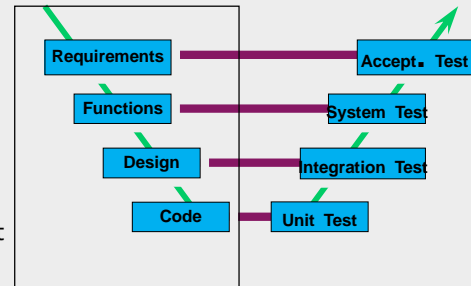 Requirements
Accept. Test
Functions
System Test
Design
Integration Test
Code
Unit Test
t